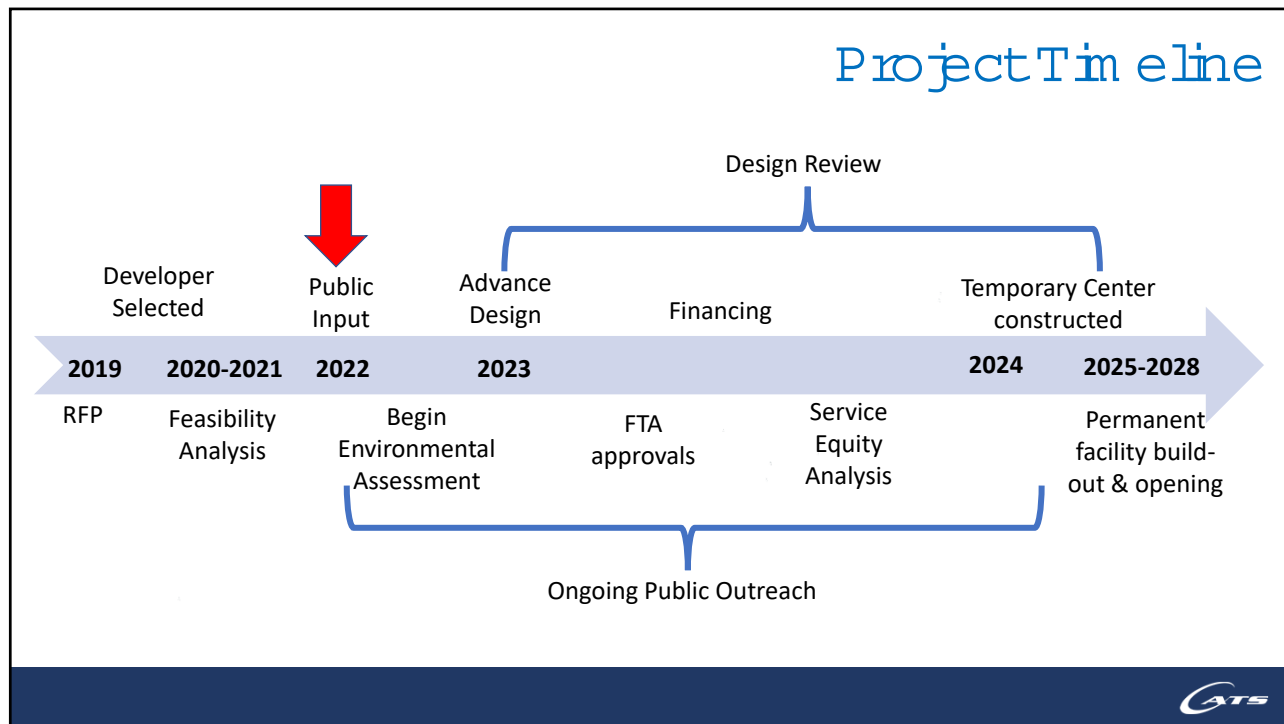 Project Timeline
Design Review
Developer
Selected
Public
Input
Advance
Design
Financing
Temporary Center
constructed
2019
2020-2021
2022
2023
2024
2025-2028
RFP
Feasibility
Analysis
Begin
Environmental
Assessment
FTA
approvals
Service
Equity
Analysis
Permanent
facility build-
out & opening
Ongoing Public Outreach
CATS